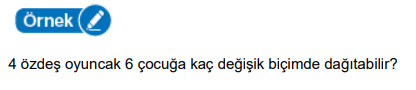 Örnek
4 özdeş oyuncak 6 çocuğa kaç değişik biçimde dağıtabilir?